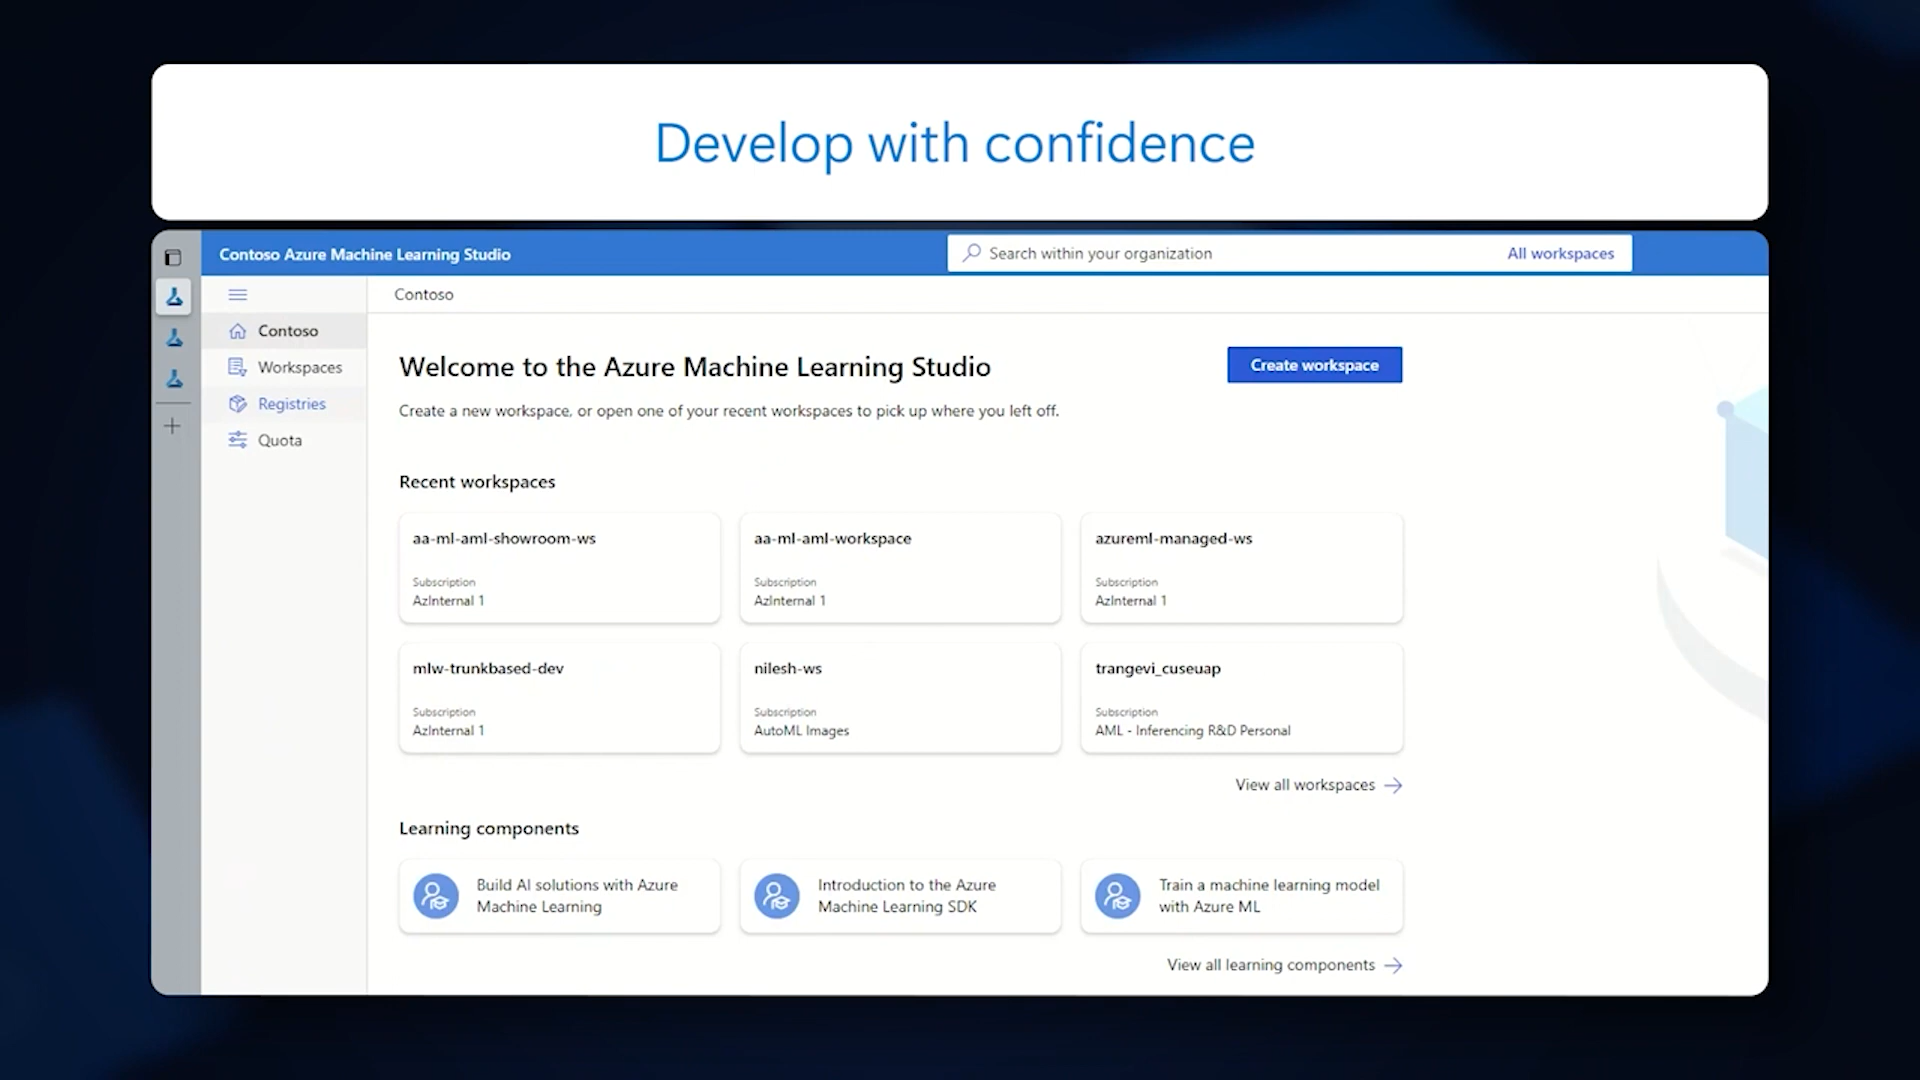 Develop with confidence
Contoso Azure Machine Learning Studio
Search within your organization
All workspaces
Contoso
Contoso
Workspaces
Registries
Quota
Welcome to the Azure Machine Learning Studio
Create workspace
Create a new workspace, or open one of your recent workspaces to pick up where you left off.
Recent workspaces
aa-ml-aml-showroom-ws
Subscription
AzInternal 1
aa-ml-aml-workspace
Subscription
AzInternal 1
azureml-managed-ws
Subscription
AzInternal 1
mlw-trunkbased-dev
Subscription
AzInternal 1
nilesh-ws
Subscription
AutoML Images
trangevi_cuseuap
Subscription
AML - Inferencing R&D Personal
View all workspaces
Learning components
Build AI solutions with Azure
Machine Learning
Introduction to the Azure
Machine Learning SDK
Train a machine learning model
with Azure ML
View all learning components